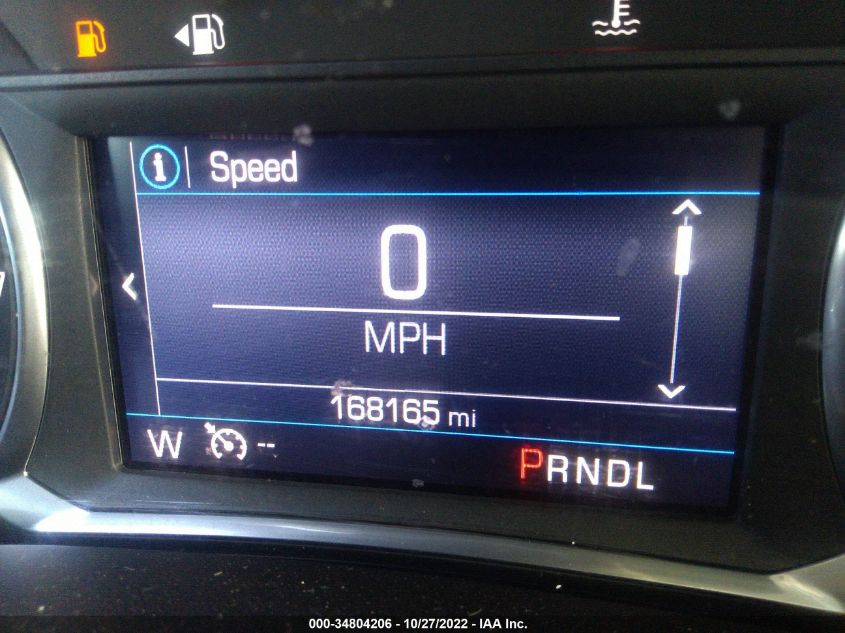 Speed
0
MPH
168165 mi
W --
PRNDL
000-34804206 - 10/27/2022 - IAA Inc.